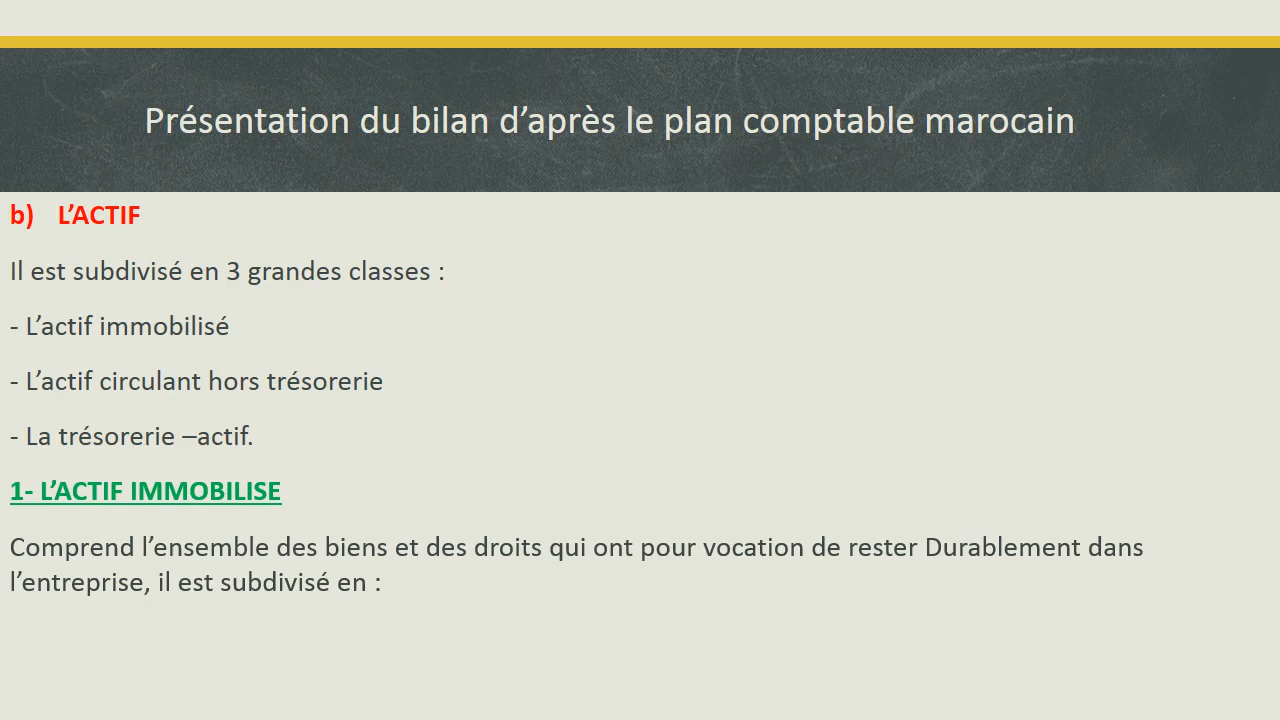 Présentation du bilan d’après le plan comptable marocain
b) L’ACTIF
Il est subdivisé en 3 grandes classes :
- L’actif immobilisé
- L’actif circulant hors trésorerie
- La trésorerie –actif.
1- L’ACTIF IMMOBILISE
Comprend l’ensemble des biens et des droits qui ont pour vocation de rester Durablement dans
l’entreprise, il est subdivisé en :